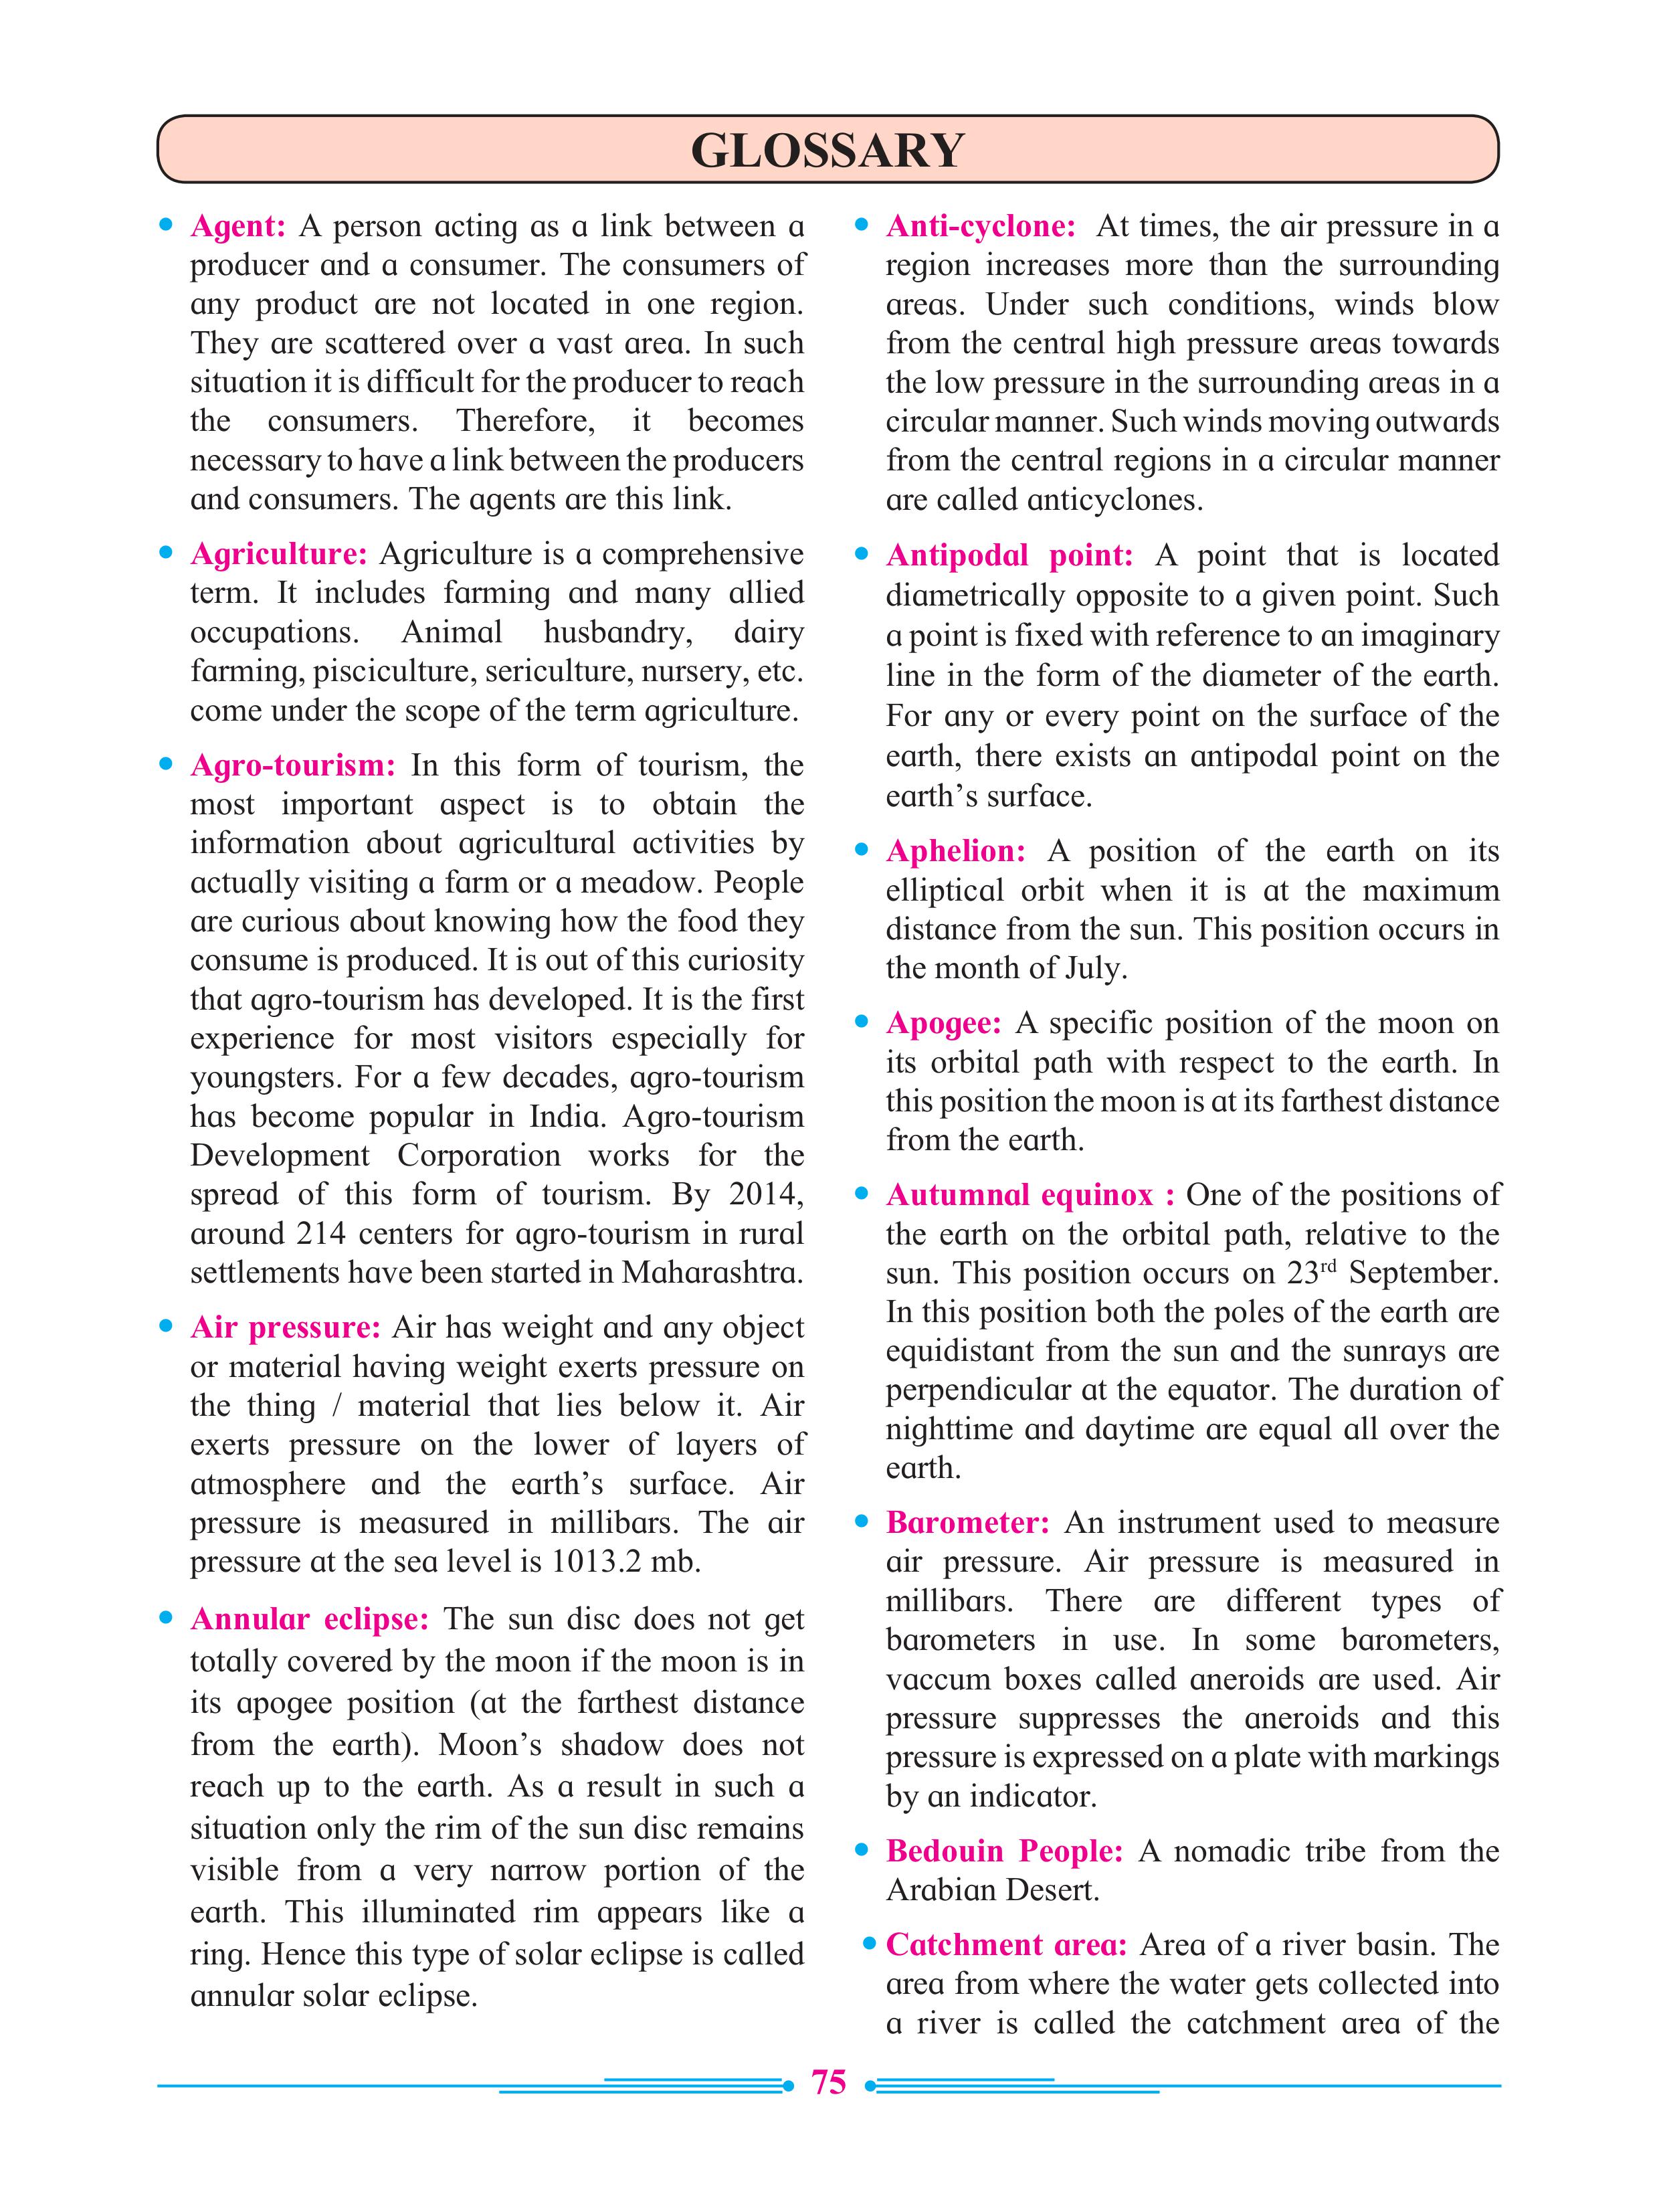 GLOSSARY
• Agent: A person acting as a link between a
producer and a consumer. The consumers of
any product are not located in one region.
They are scattered over a vast area. In such
situation it is difficult for the producer to reach
the consumers. Therefore, it becomes
necessary to have a link between the producers
and consumers. The agents are this link.
• Agriculture: Agriculture is a comprehensive
term. It includes farming and many allied
occupations. Animal husbandry, dairy
farming, pisciculture, sericulture, nursery, etc.
come under the scope of the term agriculture.
• Agro-tourism: In this form of tourism, the
most important aspect is to obtain the
information about agricultural activities by
actually visiting a farm or a meadow. People
are curious about knowing how the food they
consume is produced. It is out of this curiosity
that agro-tourism has developed. It is the first
experience for most visitors especially for
youngsters. For a few decades, agro-tourism
has become popular in India. Agro-tourism
Development Corporation works for the
spread of this form of tourism. By 2014,
around 214 centers for agro-tourism in rural
settlements have been started in Maharashtra.
• Air pressure: Air has weight and any object
or material having weight exerts pressure on
the thing / material that lies below it. Air
exerts pressure on the lower of layers of
atmosphere and the earth’s surface. Air
pressure is measured in millibars. The air
pressure at the sea level is 1013.2 mb.
• Annular eclipse: The sun disc does not get
totally covered by the moon if the moon is in
its apogee position (at the farthest distance
from the earth). Moon’s shadow does not
reach up to the earth. As a result in such a
situation only the rim of the sun disc remains
visible from a very narrow portion of the
earth. This illuminated rim appears like a
ring. Hence this type of solar eclipse is called
annular solar eclipse.
• Anti-cyclone: At times, the air pressure in a
region increases more than the surrounding
areas. Under such conditions, winds blow
from the central high pressure areas towards
the low pressure in the surrounding areas in a
circular manner. Such winds moving outwards
from the central regions in a circular manner
are called anticyclones.
• Antipodal point: A point that is located
diametrically opposite to a given point. Such
a point is fixed with reference to an imaginary
line in the form of the diameter of the earth.
For any or every point on the surface of the
earth, there exists an antipodal point on the
earth’s surface.
• Aphelion: A position of the earth on its
elliptical orbit when it is at the maximum
distance from the sun. This position occurs in
the month of July.
• Apogee: A specific position of the moon on
its orbital path with respect to the earth. In
this position the moon is at its farthest distance
from the earth.
• Autumnal equinox : One of the positions of
the earth on the orbital path, relative to the
sun. This position occurs on 23rd September.
In this position both the poles of the earth are
equidistant from the sun and the sunrays are
perpendicular at the equator. The duration of
nighttime and daytime are equal all over the
earth.
• Barometer: An instrument used to measure
air pressure. Air pressure is measured in
millibars. There are different types of
barometers in use. In some barometers,
vaccum boxes called aneroids are used. Air
pressure suppresses the aneroids and this
pressure is expressed on a plate with markings
by an indicator.
• Bedouin People: A nomadic tribe from the
Arabian Desert.
• Catchment area: Area of a river basin. The
area from where the water gets collected into
a river is called the catchment area of the
75